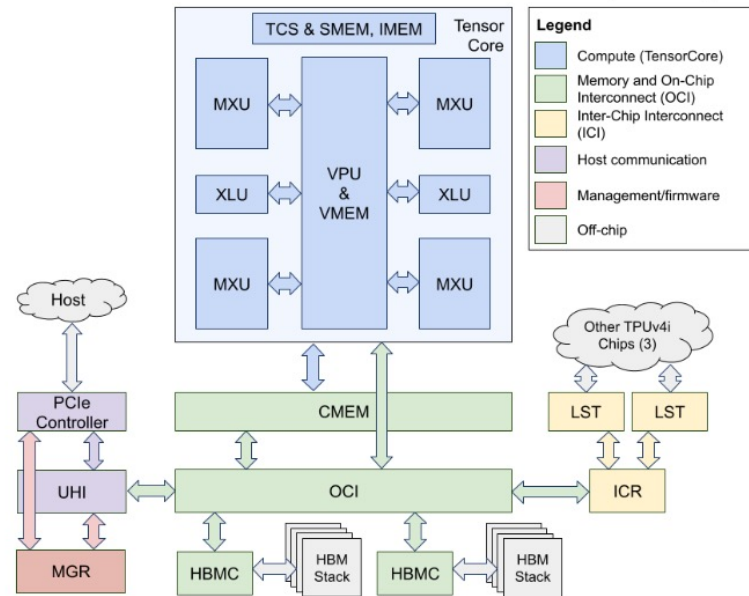 TCS & SMEM, IMEM
Tensor
Core
MXU
MXU
VPU
&
VMEM
XLU
XLU
MXU
MXU
Legend
Compute (TensorCore)
Memory and On-Chip
Interconnect (OCI)
Inter-Chip Interconnect
(ICI)
Host communication
Management/firmware
Off-chip
Host
Other TPUv4i
Chips (3)
PCIe
Controller
CMEM
LST
LST
UHI
OCI
ICR
MGR
HBMC
HBM
Stack
HBMC
HBM
Stack